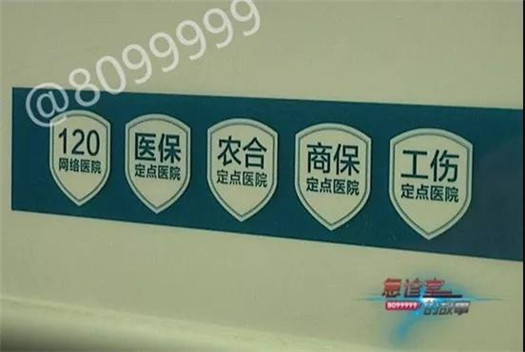 @8099999
120
网络医院
医保
定点医院
农合
定点医院
商保
定点医院
工伤
定点医院
急诊室
8099999
的故事